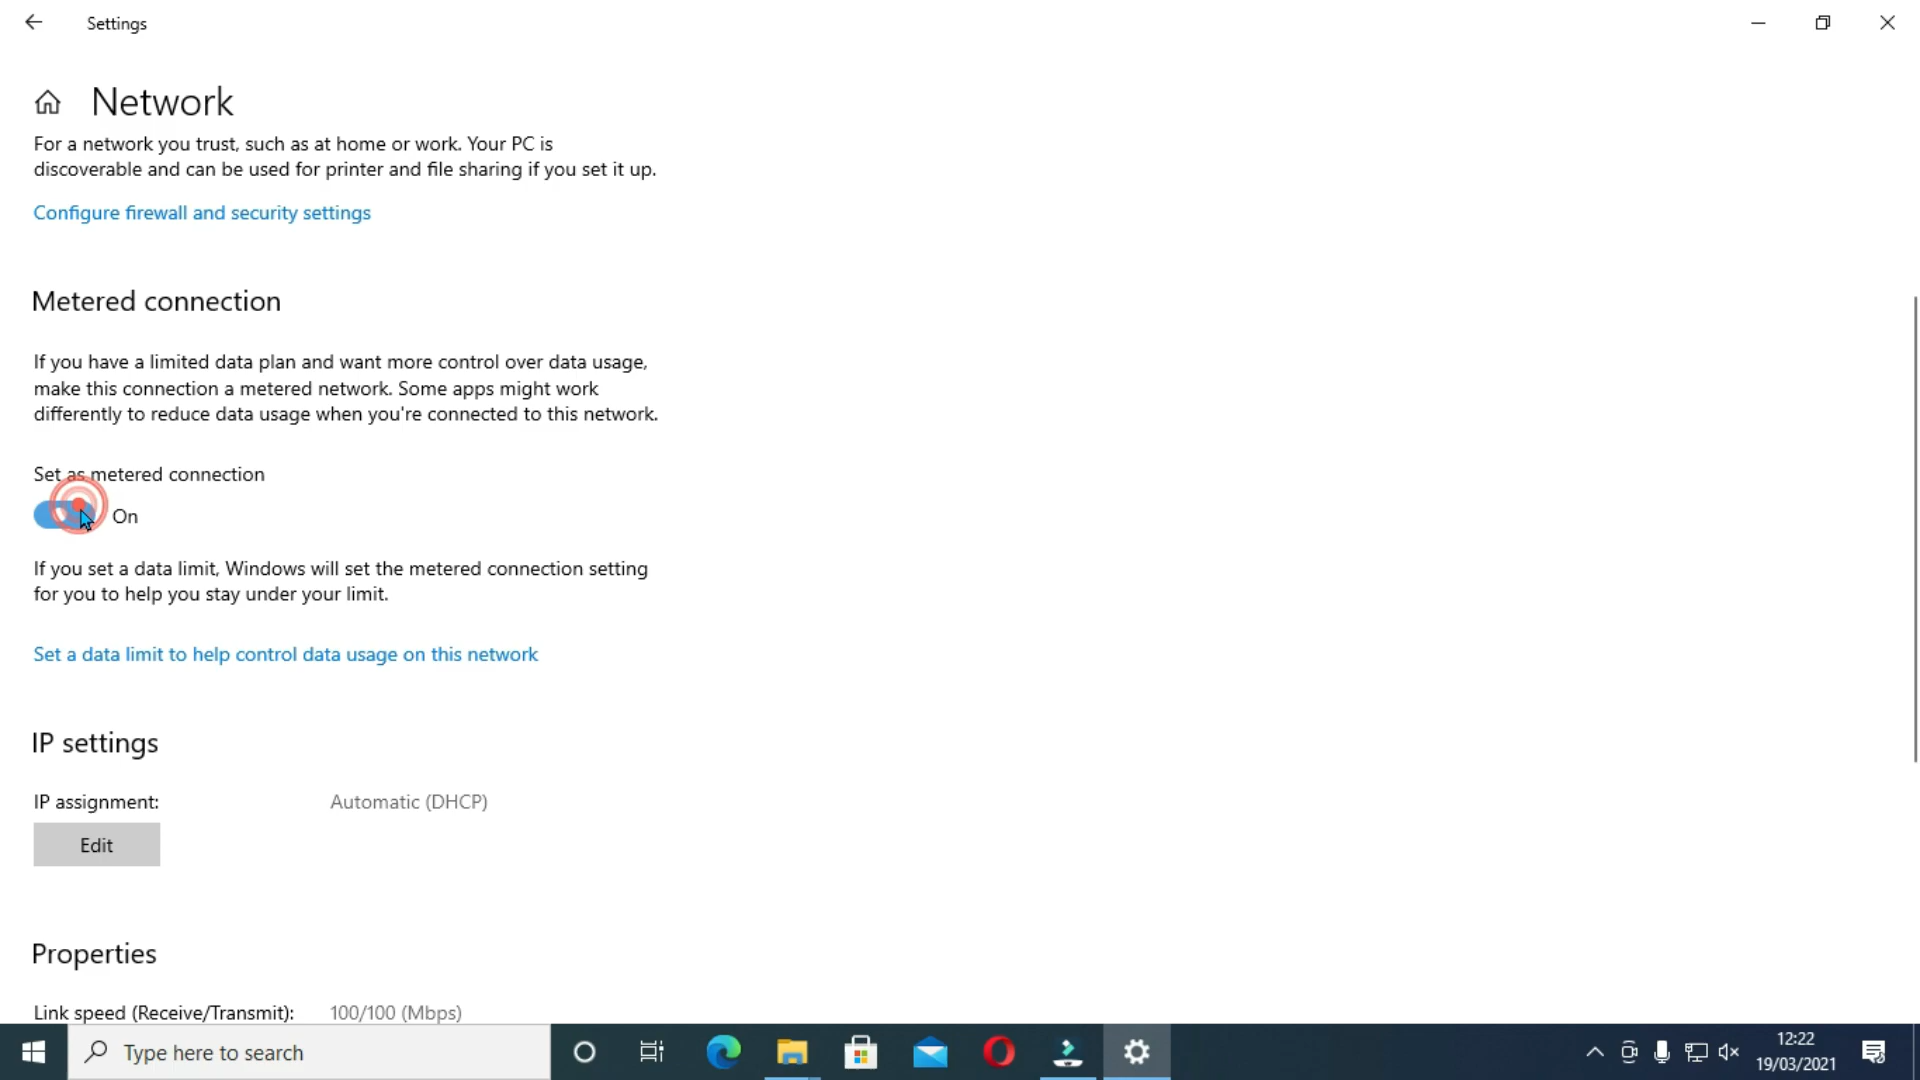 Settings
Network
For a network you trust, such as at home or work. Your PC is
discoverable and can be used for printer and file sharing if you set it up.
Configure firewall and security settings
Metered connection
If you have a limited data plan and want more control over data usage,
make this connection a metered network. Some apps might work
differently to reduce data usage when you're connected to this network.
Set as metered connection
On
If you set a data limit, Windows will set the metered connection setting
for you to help you stay under your limit.
Set a data limit to help control data usage on this network
IP settings
IP assignment: Automatic (DHCP)
Edit
Properties
Link speed (Receive/Transmit): 100/100 (Mbps)
Type here to search
12:22
19/03/2021